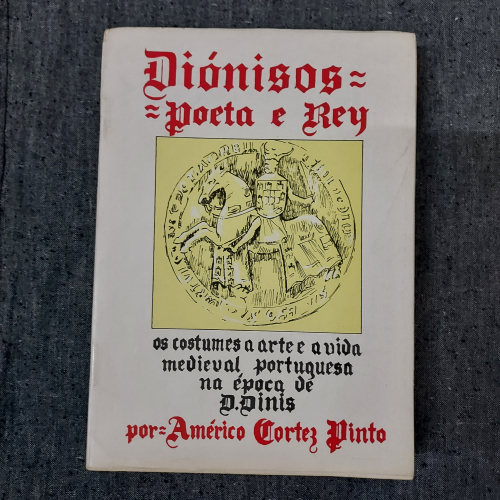 Diónisos=
=Poeta e Rey
os costumes a arte e a vida
medieval portuguesa
na época de
D.Dinis
por=Américo Cortez Pinto